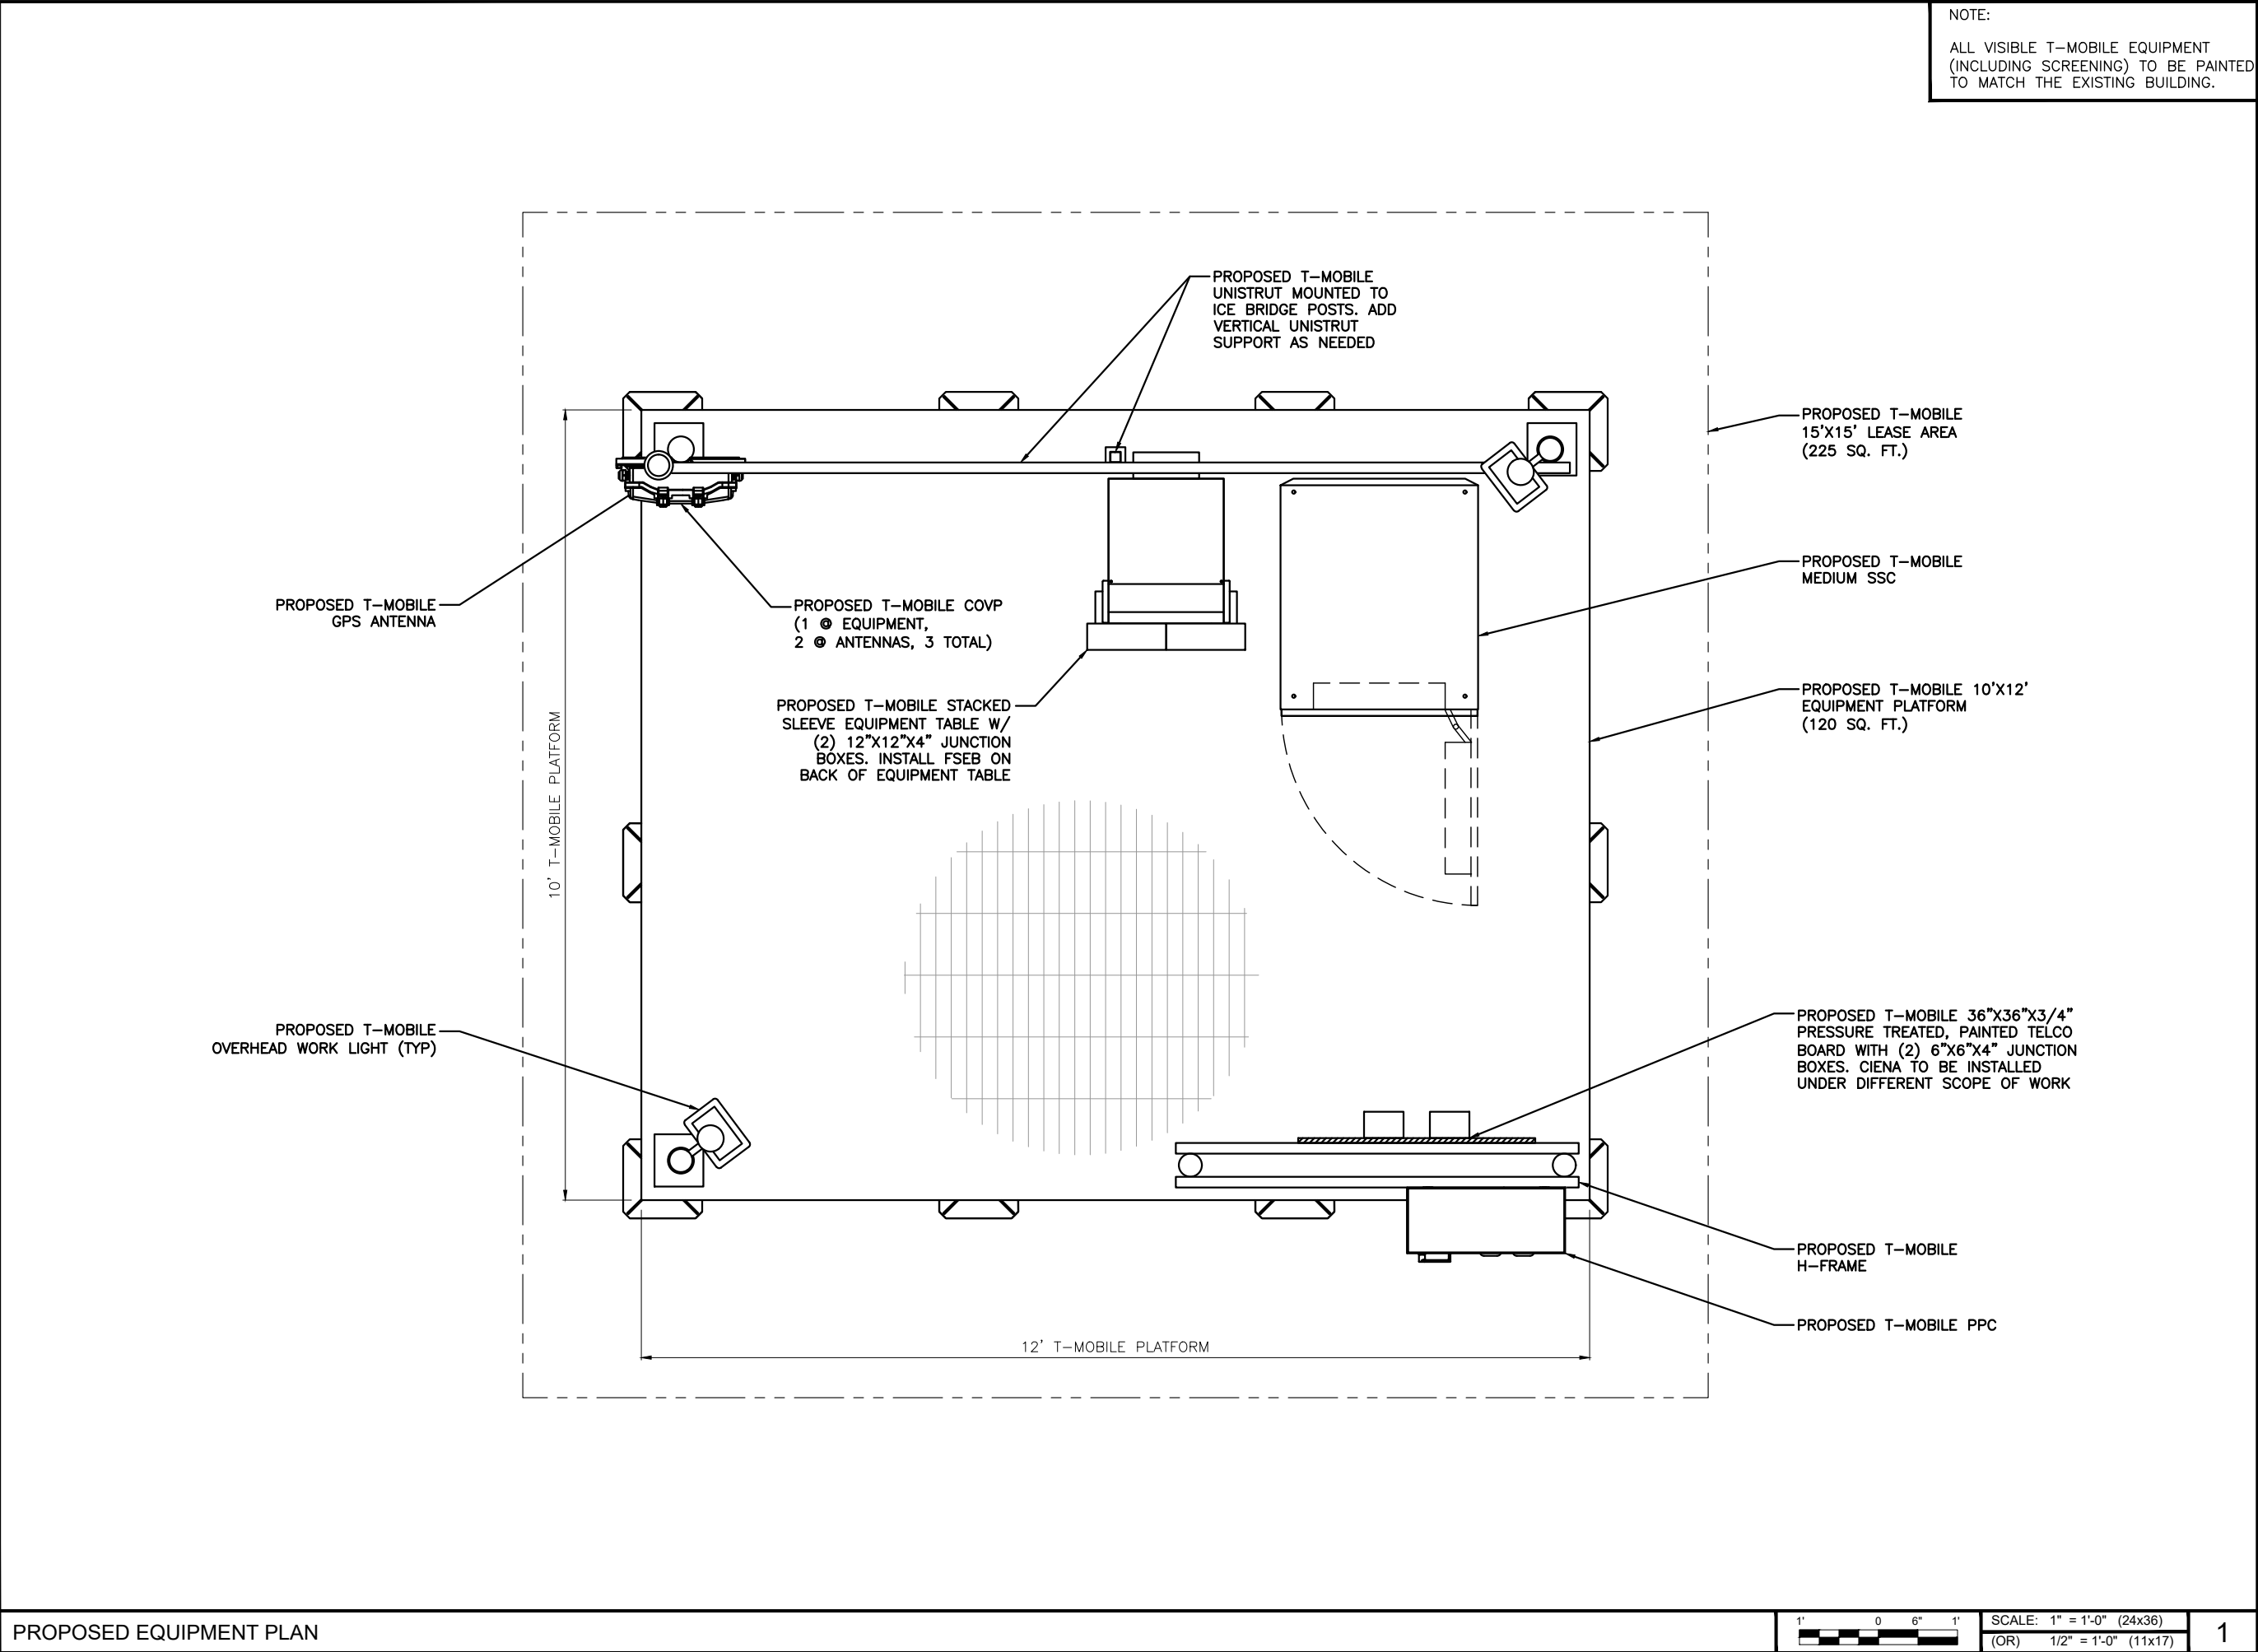 NOTE:
ALL VISIBLE T-MOBILE EQUIPMENT
(INCLUDING SCREENING) TO BE PAINTED
TO MATCH THE EXISTING BUILDING.
PROPOSED T-MOBILE
UNISTRUT MOUNTED TO
ICE BRIDGE POSTS. ADD
VERTICAL UNISTRUT
SUPPORT AS NEEDED
PROPOSED T-MOBILE
15'X15' LEASE AREA
(225 SQ. FT.)
PROPOSED T-MOBILE
MEDIUM SSC
PROPOSED T-MOBILE
GPS ANTENNA
PROPOSED T-MOBILE COVP
(1 @ EQUIPMENT,
2 @ ANTENNAS, 3 TOTAL)
PROPOSED T-MOBILE STACKED
SLEEVE EQUIPMENT TABLE W/
(2) 12"X12"X4" JUNCTION
BOXES. INSTALL FSEB ON
BACK OF EQUIPMENT TABLE
PROPOSED T-MOBILE 10'X12'
EQUIPMENT PLATFORM
(120 SQ. FT.)
10' T-MOBILE PLATFORM
PROPOSED T-MOBILE
OVERHEAD WORK LIGHT (TYP)
PROPOSED T-MOBILE 36"X36"X3/4"
PRESSURE TREATED, PAINTED TELCO
BOARD WITH (2) 6"X6"X4" JUNCTION
BOXES. CIENA TO BE INSTALLED
UNDER DIFFERENT SCOPE OF WORK
PROPOSED T-MOBILE
H-FRAME
PROPOSED T-MOBILE PPC
12' T-MOBILE PLATFORM
PROPOSED EQUIPMENT PLAN
1' 0 6" 1'
SCALE: 1" = 1'-0" (24x36)
(OR) 1/2" = 1'-0" (11x17)
1